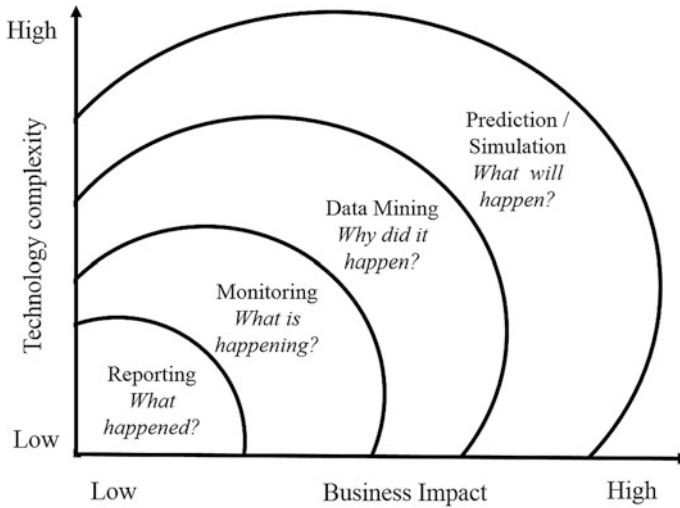 High
Prediction /
Simulation
What will
happen?
Technology complexity
Data Mining
Why did it
happen?
Monitoring
What is
happening?
Reporting
What
happened?
Low
Low
Business Impact
High